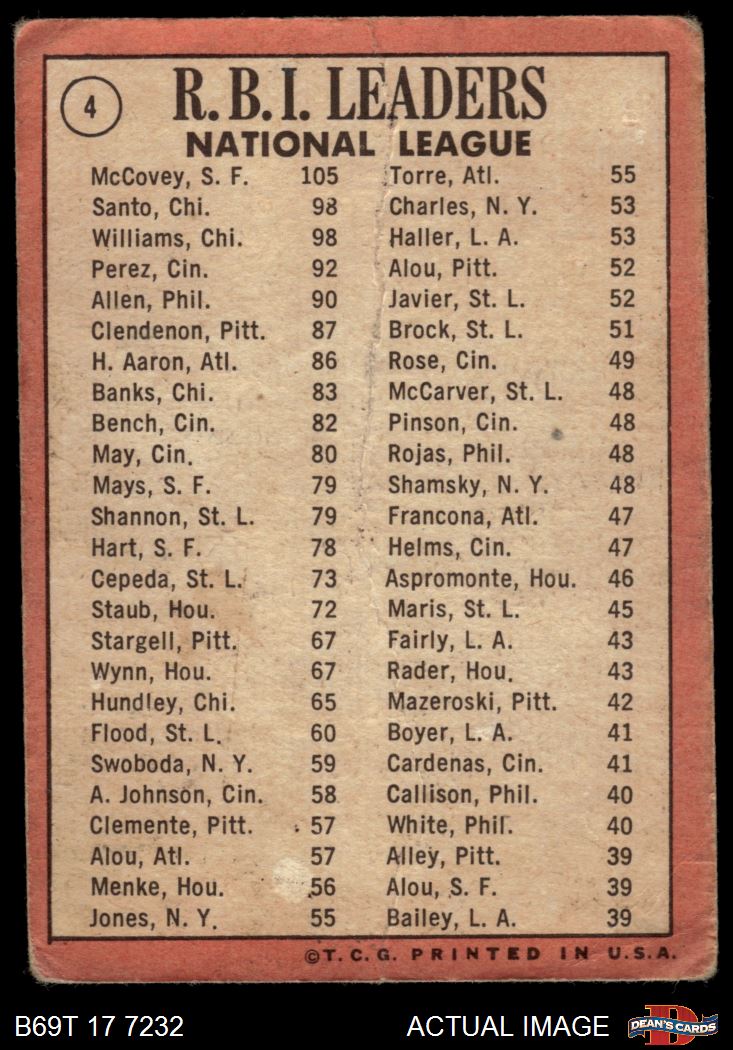 4
R.B.I. LEADERS
NATIONAL LEAGUE
McCovey, S. F. 105
Santo, Chi. 98
Williams, Chi. 98
Perez, Cin. 92
Allen, Phil. 90
Clendenon, Pitt. 87
H. Aaron, Atl. 86
Banks, Chi. 83
Bench, Cin. 82
May, Cin. 80
Mays, S. F. 79
Shannon, St. L. 79
Hart, S. F. 78
Cepeda, St. L. 73
Staub, Hou. 72
Stargell, Pitt. 67
Wynn, Hou. 67
Hundley, Chi. 65
Flood, St. L. 60
Swoboda, N. Y. 59
A. Johnson, Cin. 58
Clemente, Pitt. 57
Alou, Atl. 57
Menke, Hou. 56
Jones, N. Y. 55
Torre, Atl. 55
Charles, N. Y. 53
Haller, L. A. 53
Alou, Pitt. 52
Javier, St. L. 52
Brock, St. L. 51
Rose, Cin. 49
McCarver, St. L. 48
Pinson, Cin. 48
Rojas, Phil. 48
Shamsky, N. Y. 48
Francona, Atl. 47
Helms, Cin. 47
Aspromonte, Hou. 46
Maris, St. L. 45
Fairly, L. A. 43
Rader, Hou. 43
Mazeroski, Pitt. 42
Boyer, L. A. 41
Cardenas, Cin. 41
Callison, Phil. 40
White, Phil. 40
Alley, Pitt. 39
Alou, S. F. 39
Bailey, L. A. 39
©T. C. G. PRINTED IN U.S.A.
B69T 17 7232 ACTUAL IMAGE
DEAN'S CARDS